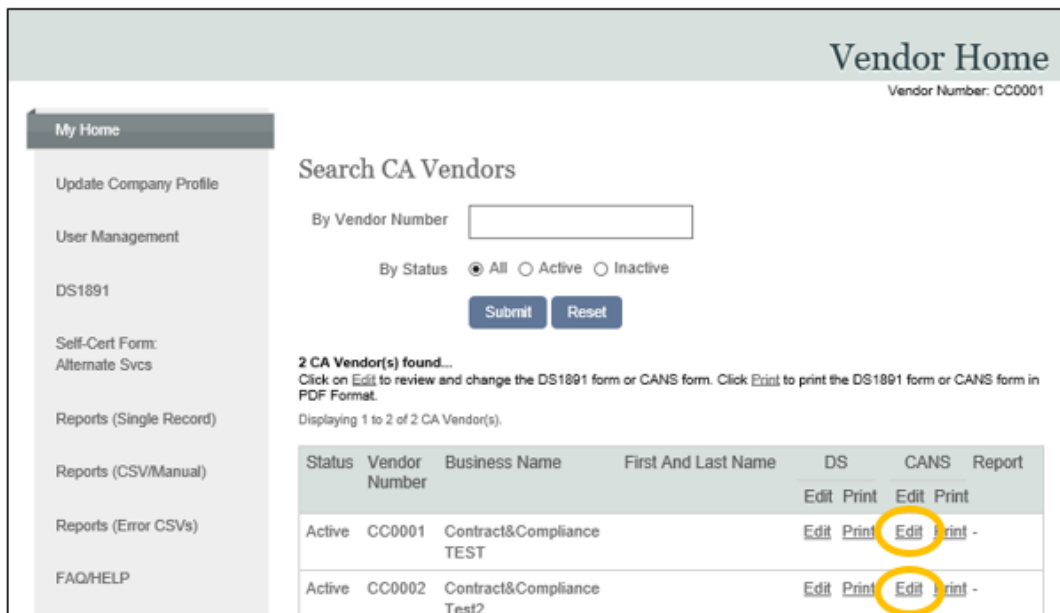 Vendor Home
Vendor Number: CC0001
My Home
Update Company Profile
User Management
DS1891
Self-Cert Form:
Alternate Svcs
Reports (Single Record)
Reports (CSV/Manual)
Reports (Error CSVs)
FAQ/HELP
Search CA Vendors
By Vendor Number
By Status All Active Inactive
Submit Reset
2 CA Vendor(s) found...
Click on Edit to review and change the DS1891 form or CANS form. Click Print to print the DS1891 form or CANS form in
PDF Format.
Displaying 1 to 2 of 2 CA Vendor(s).
Status Vendor Business Name First And Last Name DS CANS Report
Number
Edit Print Edit Print
Active CC0001 Contract&Compliance Edit Print Edit Print -
TEST
Active CC0002 Contract&Compliance Edit Print Edit Print -
Test2